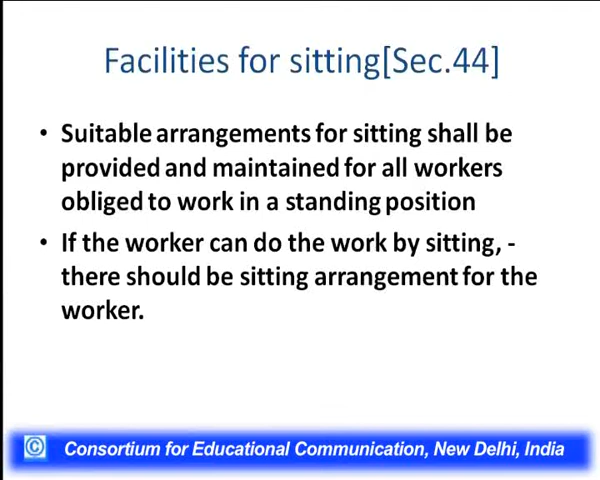 Facilities for sitting[Sec.44]
• Suitable arrangements for sitting shall be
provided and maintained for all workers
obliged to work in a standing position
• If the worker can do the work by sitting, -
there should be sitting arrangement for the
worker.
© Consortium for Educational Communication, New Delhi, India